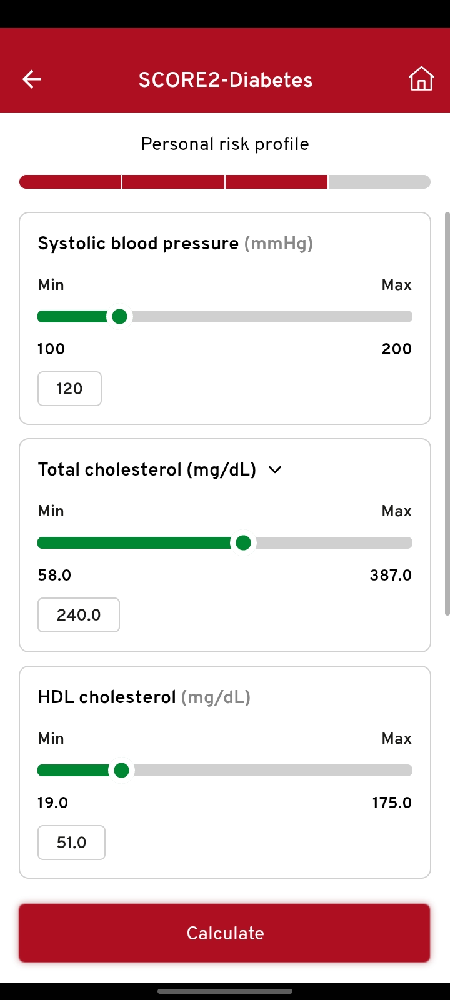 SCORE2-Diabetes
Personal risk profile
Systolic blood pressure (mmHg)
Min Max
100 200
120
Total cholesterol (mg/dL)
Min Max
58.0 387.0
240.0
HDL cholesterol (mg/dL)
Min Max
19.0 175.0
51.0
Calculate